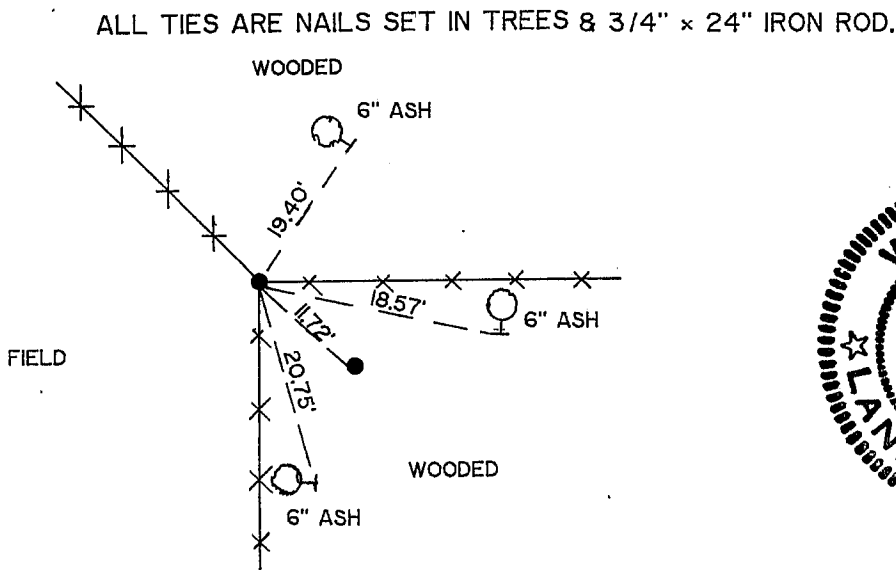 ALL TIES ARE NAILS SET IN TREES & 3/4" x 24" IRON ROD.
WOODED
6" ASH
19.40'
18.57'
6" ASH
11.72'
FIELD
20.75'
WOODED
6" ASH